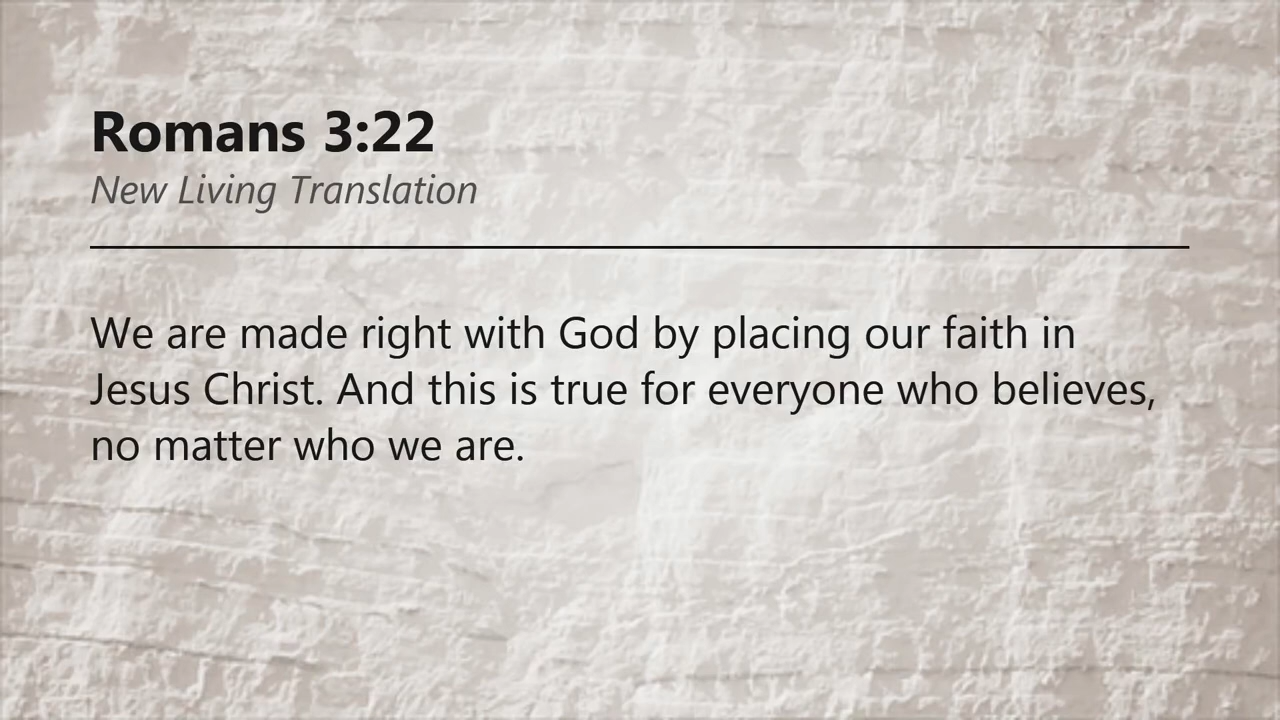 Romans 3:22
New Living Translation
We are made right with God by placing our faith in
Jesus Christ. And this is true for everyone who believes,
no matter who we are.